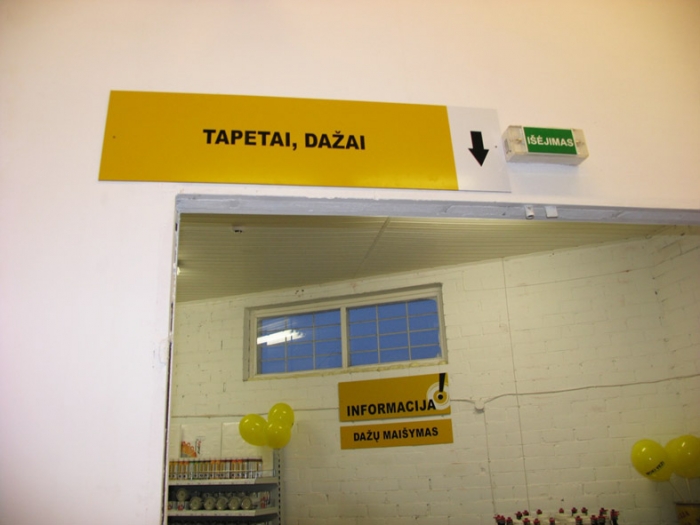 TAPETAI, DAŽAI
IŠĖJIMAS
INFORMACIJA
DAŽŲ MAIŠYMAS